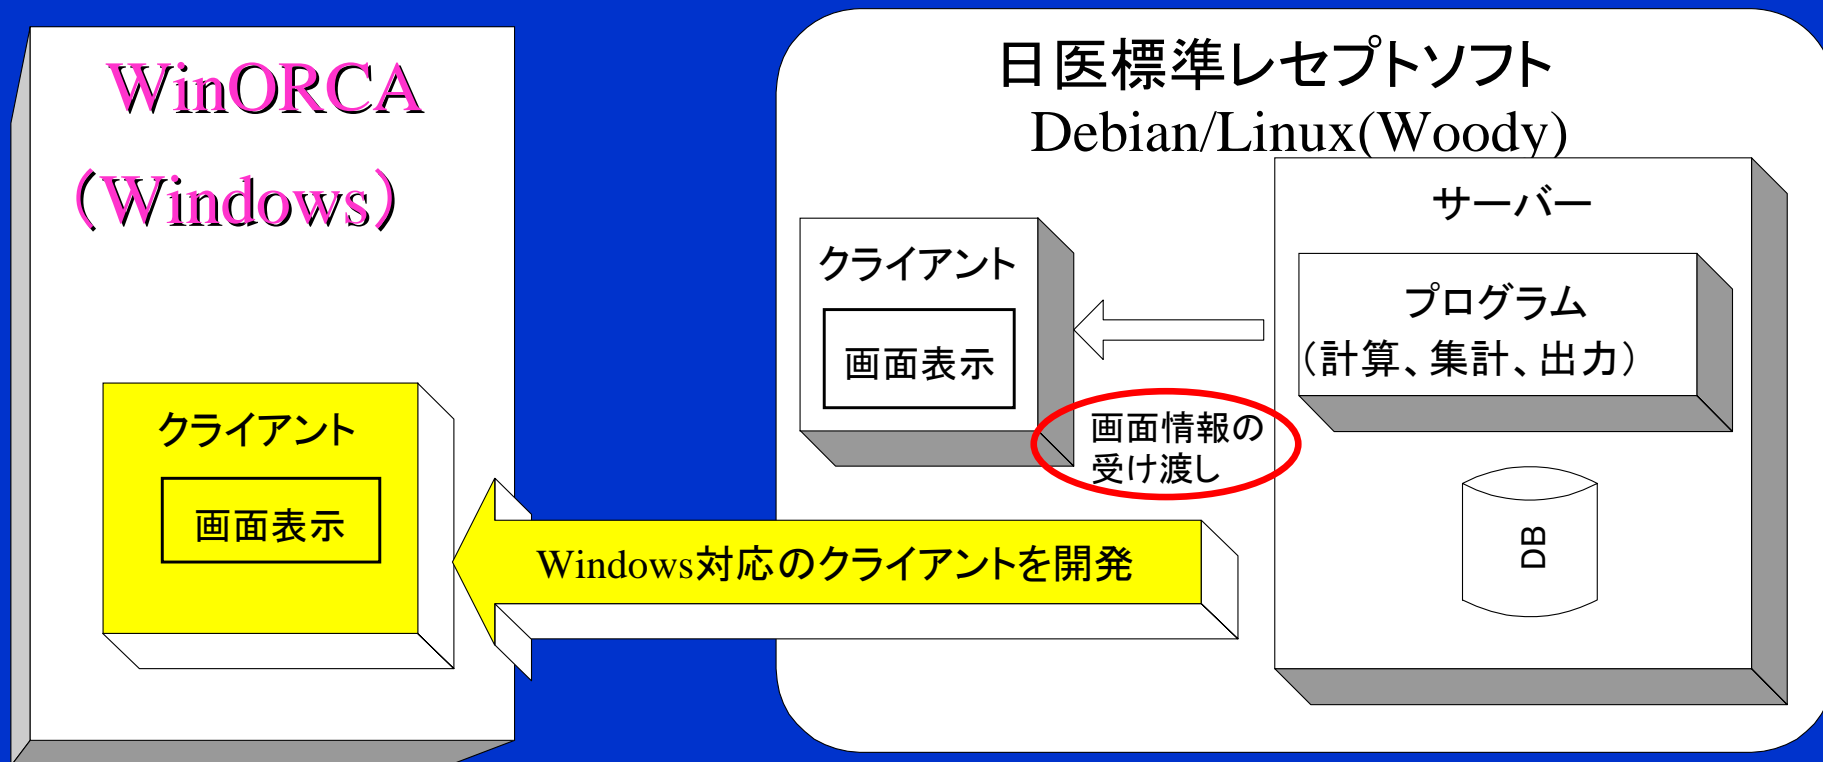 WinORCA
（Windows）
クライアント
画面表示
Windows対応のクライアントを開発
日医標準レセプトソフト
Debian/Linux(Woody)
クライアント
画面表示
画面情報の
受け渡し
サーバー
プログラム
（計算、集計、出力）
DB